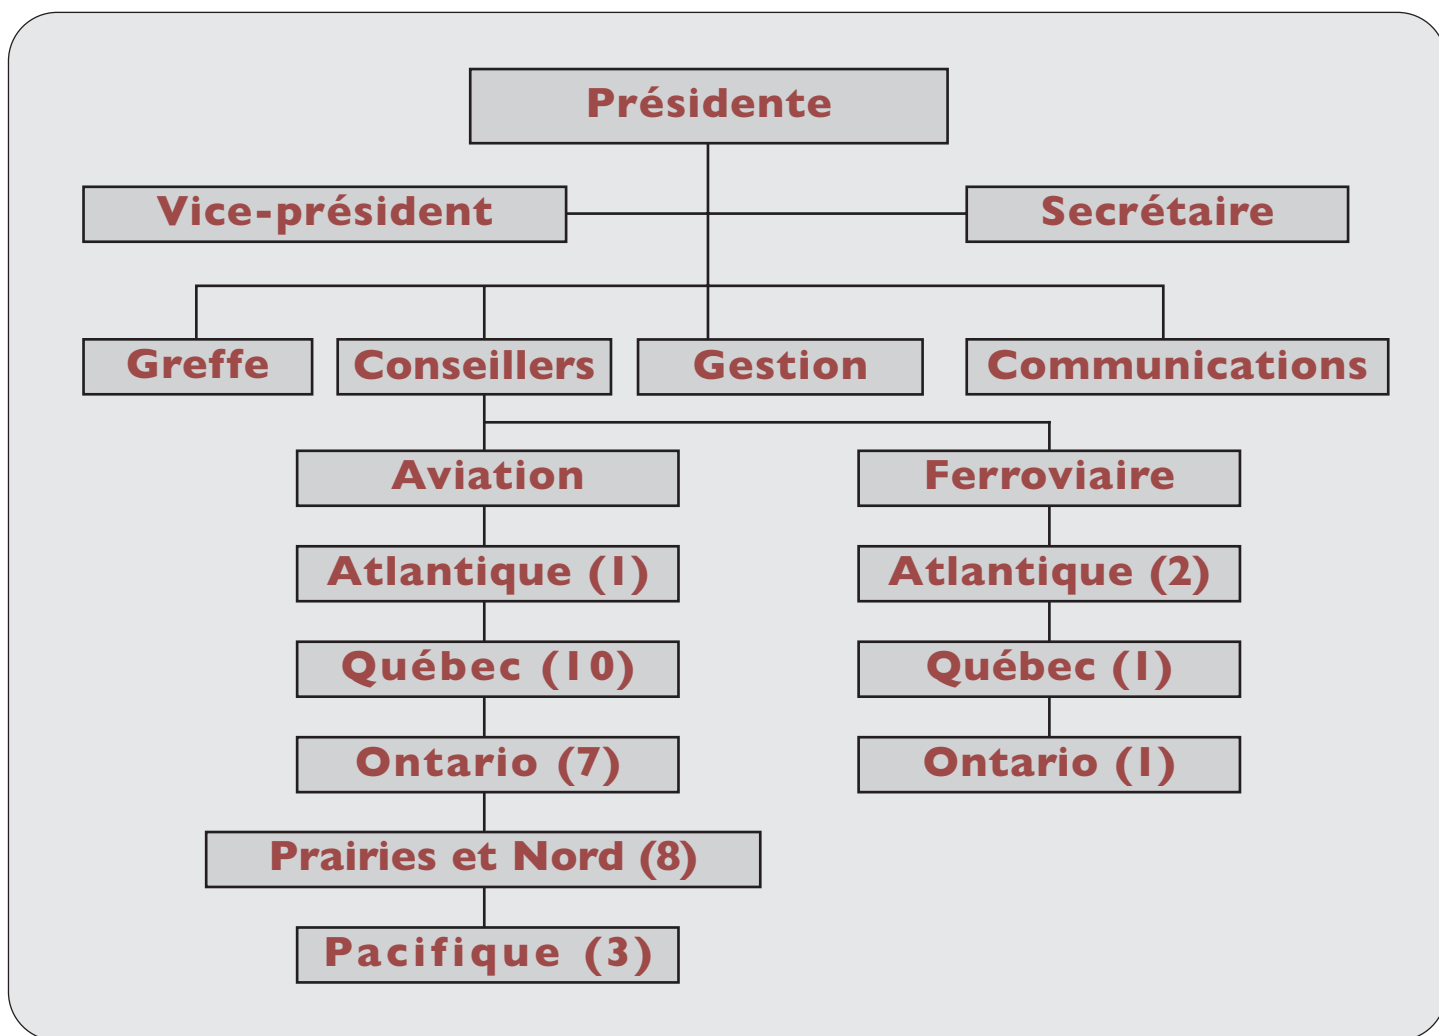 Présidente
Vice-président
Secrétaire
Greffe
Conseillers
Gestion
Communications
Aviation
Ferroviaire
Atlantique (1)
Atlantique (2)
Québec (10)
Québec (1)
Ontario (7)
Ontario (1)
Prairies et Nord (8)
Pacifique (3)